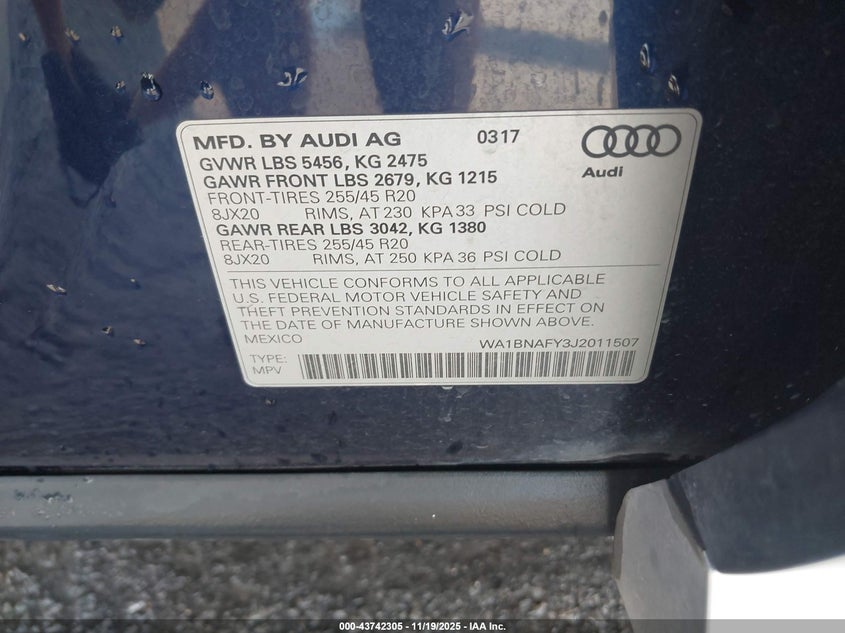 MFD. BY AUDI AG 0317
GVWR LBS 5456, KG 2475
GAWR FRONT LBS 2679, KG 1215
FRONT-TIRES 255/45 R20
8JX20 RIMS, AT 230 KPA 33 PSI COLD
GAWR REAR LBS 3042, KG 1380
REAR-TIRES 255/45 R20
8JX20 RIMS, AT 250 KPA 36 PSI COLD
Audi
THIS VEHICLE CONFORMS TO ALL APPLICABLE
U.S. FEDERAL MOTOR VEHICLE SAFETY AND
THEFT PREVENTION STANDARDS IN EFFECT ON
THE DATE OF MANUFACTURE SHOWN ABOVE.
MEXICO WA1BNAFY3J2011507
TYPE:
MPV
000-43742305 - 11/19/2025 - IAA Inc.